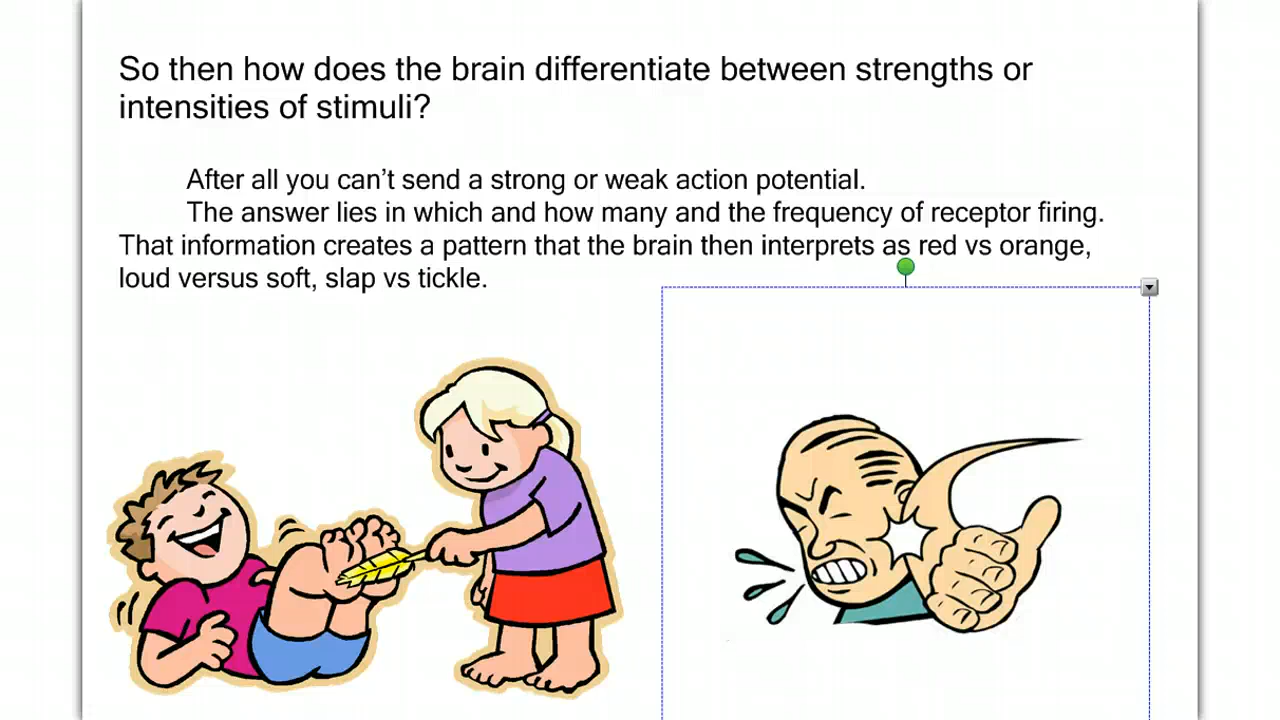 So then how does the brain differentiate between strengths or
intensities of stimuli?
After all you can’t send a strong or weak action potential.
The answer lies in which and how many and the frequency of receptor firing.
That information creates a pattern that the brain then interprets as red vs orange,
loud versus soft, slap vs tickle.